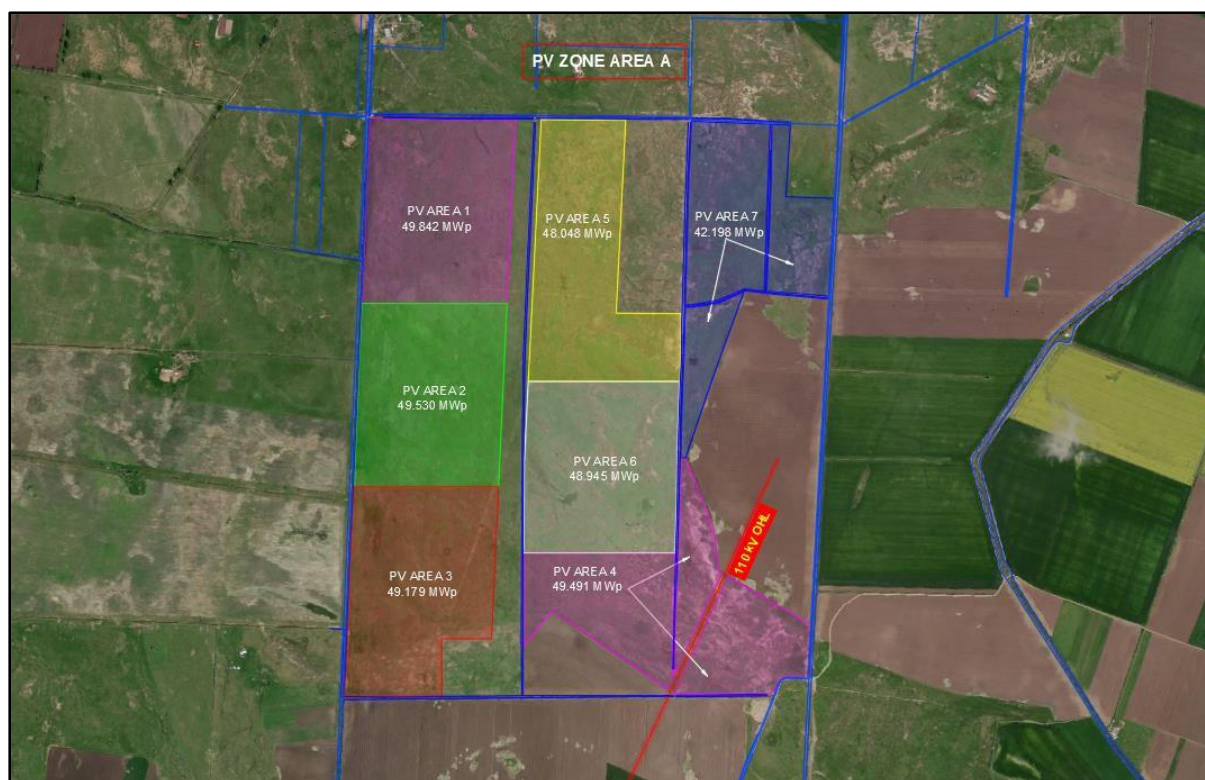 PV ZONE AREA A
PV AREA 1
49.842 MWp
PV AREA 5
48.048 MWp
PV AREA 7
42.198 MWp
PV AREA 2
49.530 MWp
PV AREA 6
48.945 MWp
110 kV OHL
PV AREA 3
49.179 MWp
PV AREA 4
49.491 MWp